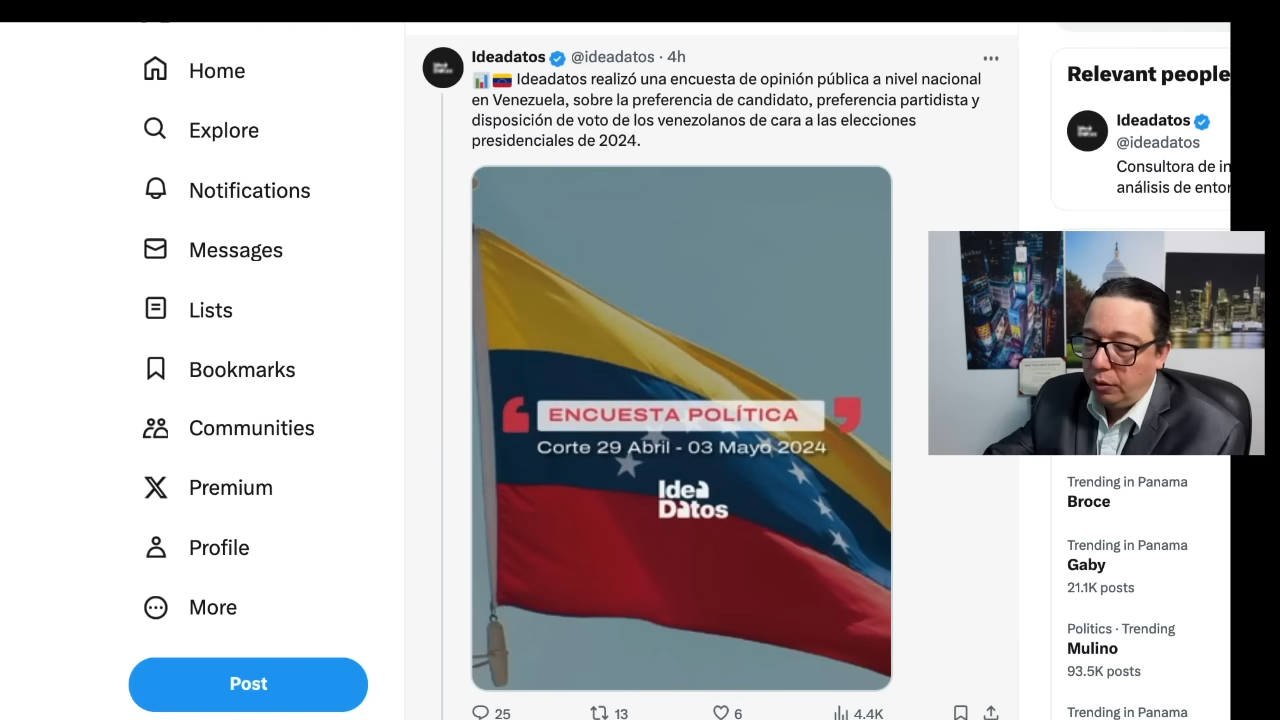 Home
Explore
Notifications
Messages
Lists
Bookmarks
Communities
Premium
Profile
More
Post
Ideadatos @ideadatos · 4h
Ideadatos realizó una encuesta de opinión pública a nivel nacional
en Venezuela, sobre la preferencia de candidato, preferencia partidista y
disposición de voto de los venezolanos de cara a las elecciones
presidenciales de 2024.
ENCUESTA POLÍTICA
Corte 29 Abril - 03 Mayo 2024
Idea
Datos
25 13 6 4.4K
Relevant people
Ideadatos
@ideadatos
Consultora de in
análisis de entor
Trending in Panama
Broce
Trending in Panama
Gaby
21.1K posts
Politics · Trending
Mulino
93.5K posts
Trending in Panama